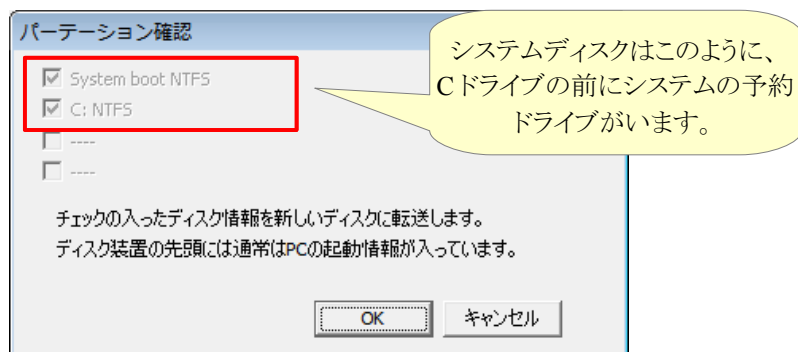 パーテーション確認
システムディスクはこのように、
Cドライブの前にシステムの予約
ドライブがいます。
System boot NTFS
C: NTFS
----
----
チェックの入ったディスク情報を新しいディスクに転送します。
ディスク装置の先頭には通常はPCの起動情報が入っています。
OK
キャンセル